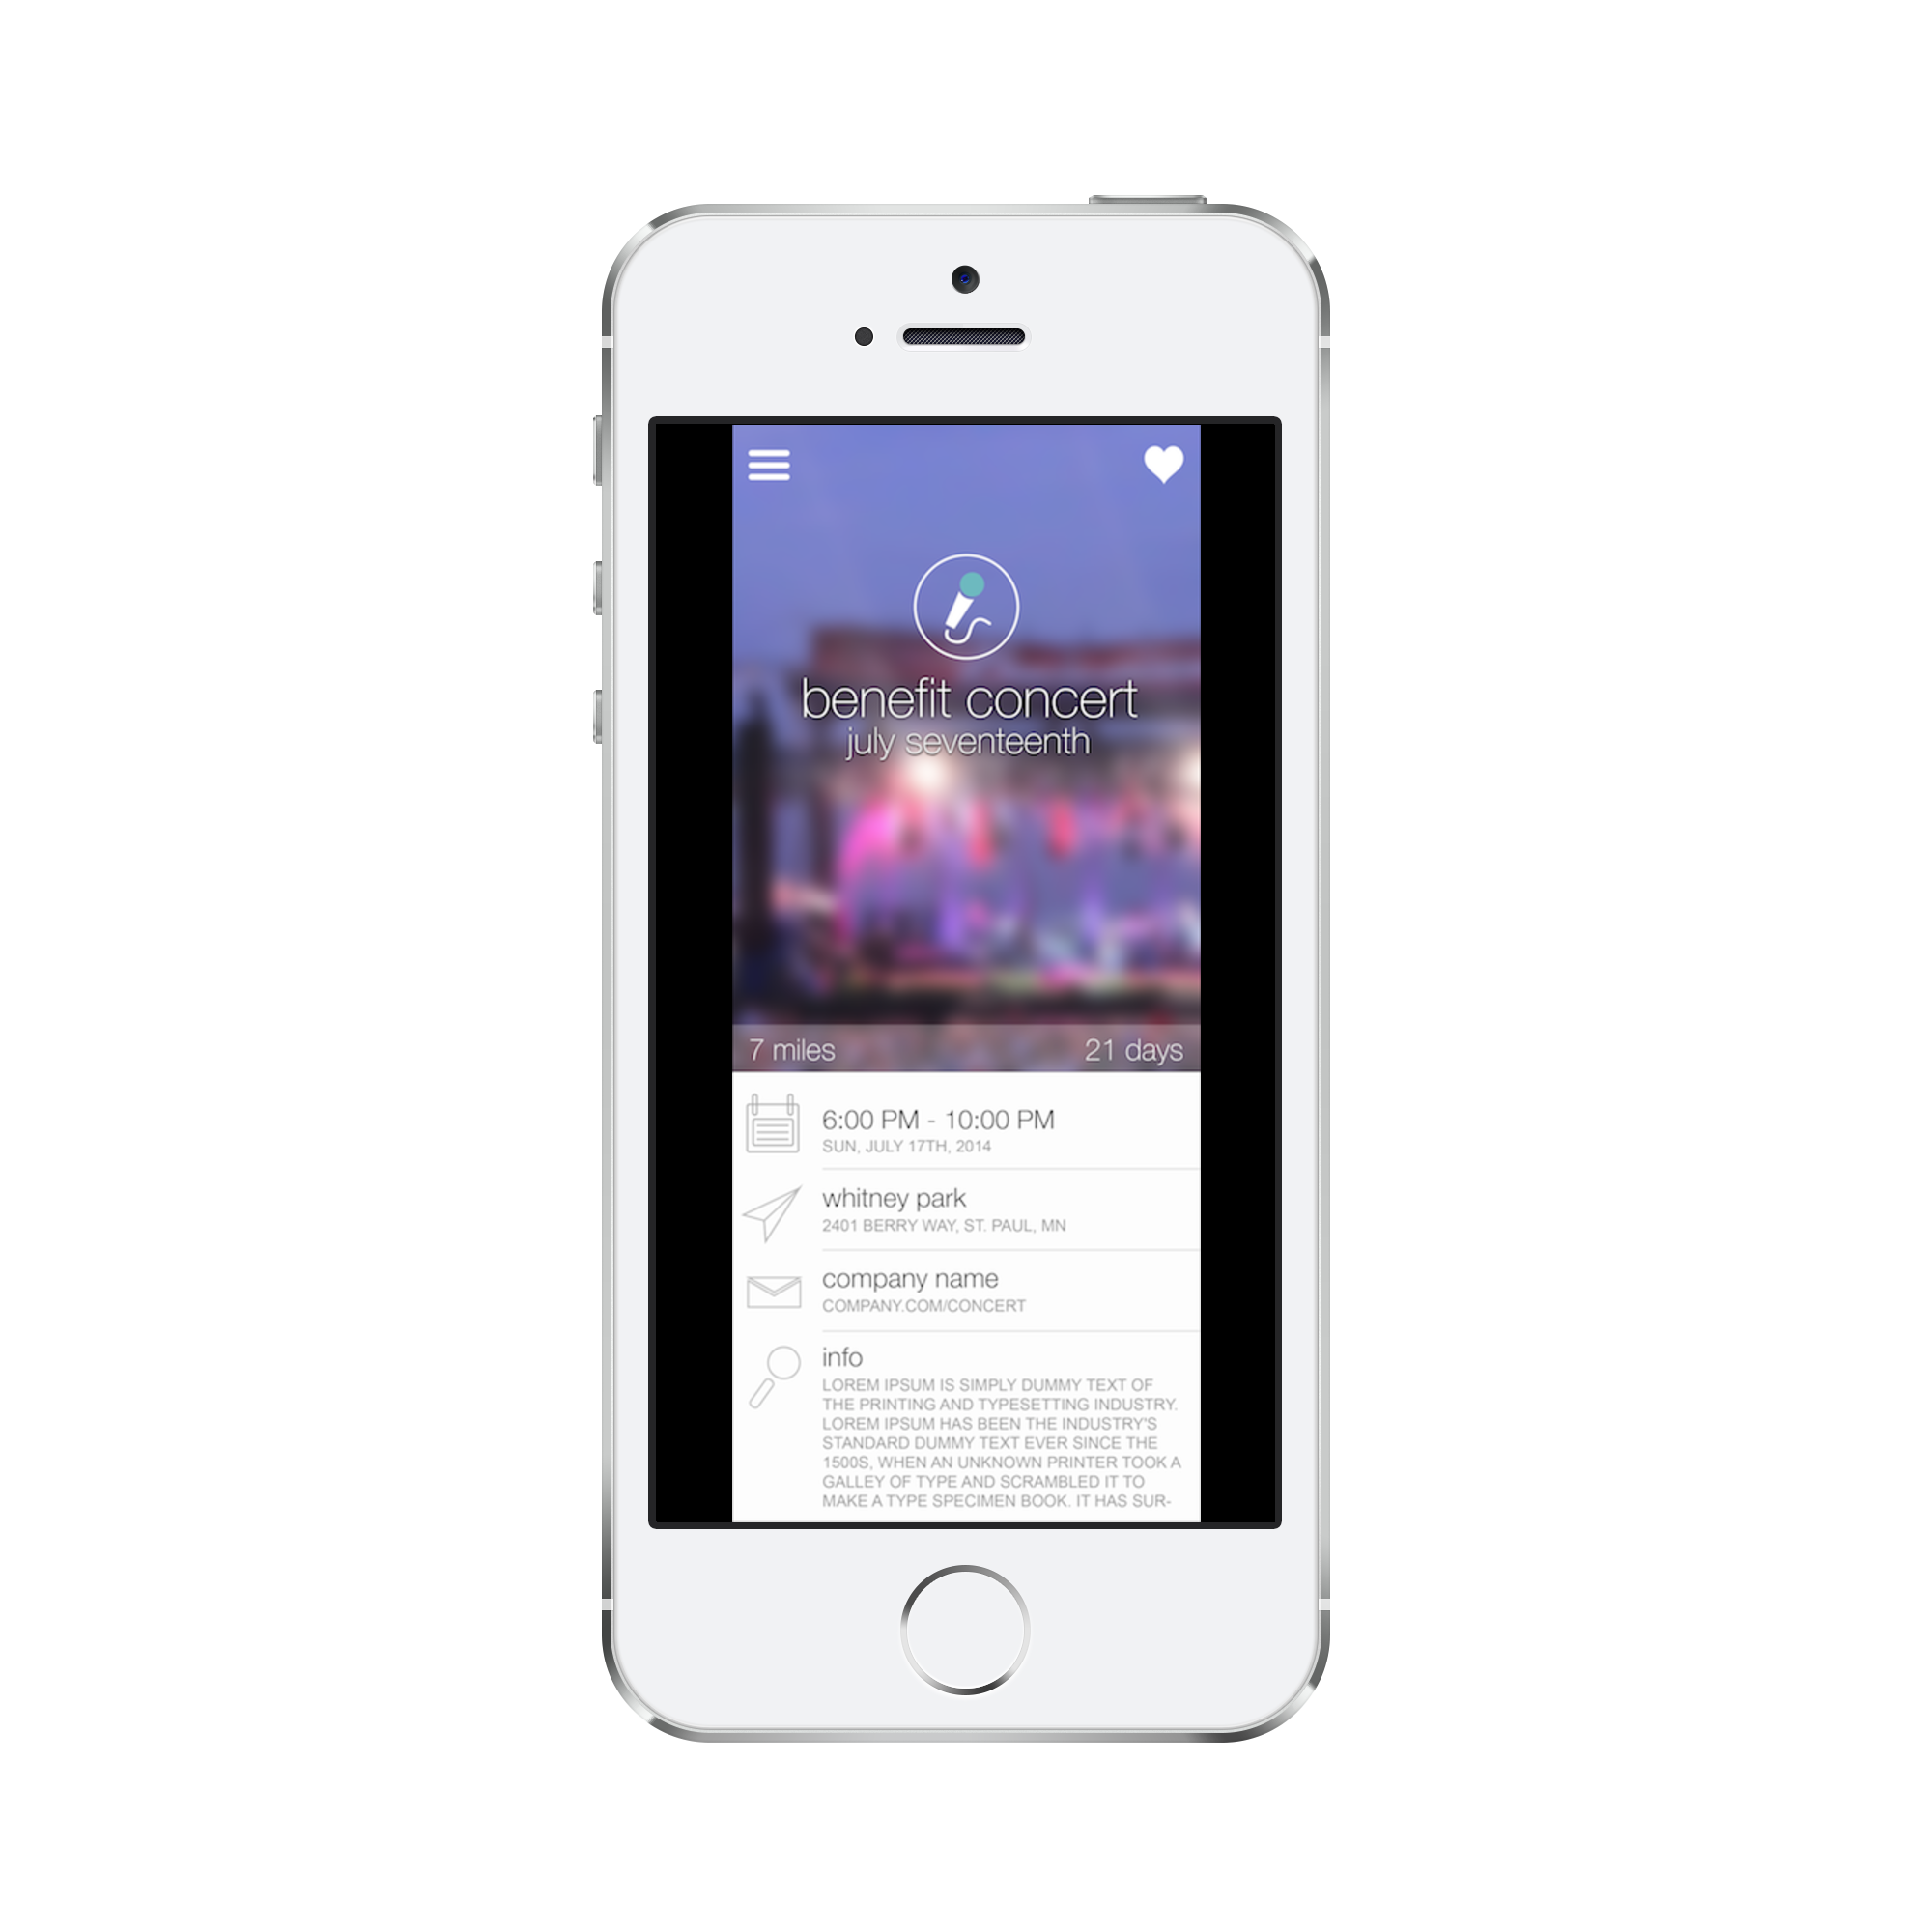 benefit concert
july seventeenth
7 miles 21 days
6:00 PM - 10:00 PM
SUN, JULY 17TH, 2014
whitney park
2401 BERRY WAY, ST. PAUL, MN
company name
COMPANY.COM/CONCERT
info
LOREM IPSUM IS SIMPLY DUMMY TEXT OF
THE PRINTING AND TYPESETTING INDUSTRY.
LOREM IPSUM HAS BEEN THE INDUSTRY'S
STANDARD DUMMY TEXT EVER SINCE THE
1500S, WHEN AN UNKNOWN PRINTER TOOK A
GALLEY OF TYPE AND SCRAMBLED IT TO
MAKE A TYPE SPECIMEN BOOK. IT HAS SUR-